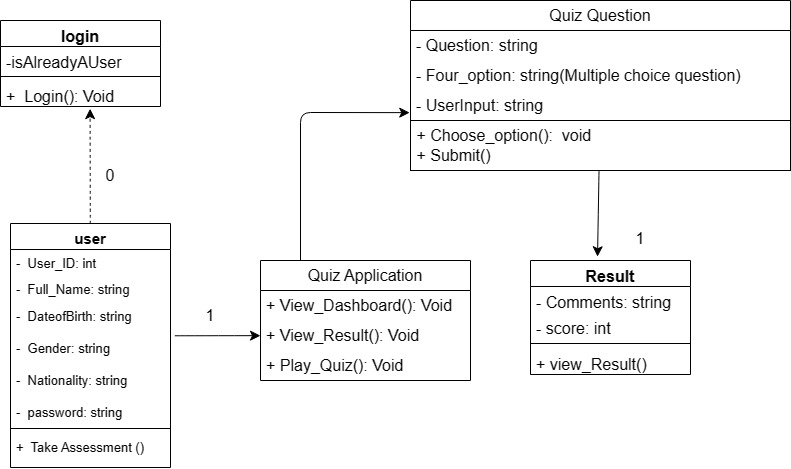 login
-isAlreadyAUser
+ Login(): Void
0
user
- User_ID: int
- Full_Name: string
- DateofBirth: string
- Gender: string
- Nationality: string
- password: string
+ Take Assessment ()
1
Quiz Application
+ View_Dashboard(): Void
+ View_Result(): Void
+ Play_Quiz(): Void
Quiz Question
- Question: string
- Four_option: string(Multiple choice question)
- UserInput: string
+ Choose_option(): void
+ Submit()
1
Result
- Comments: string
- score: int
+ view_Result()